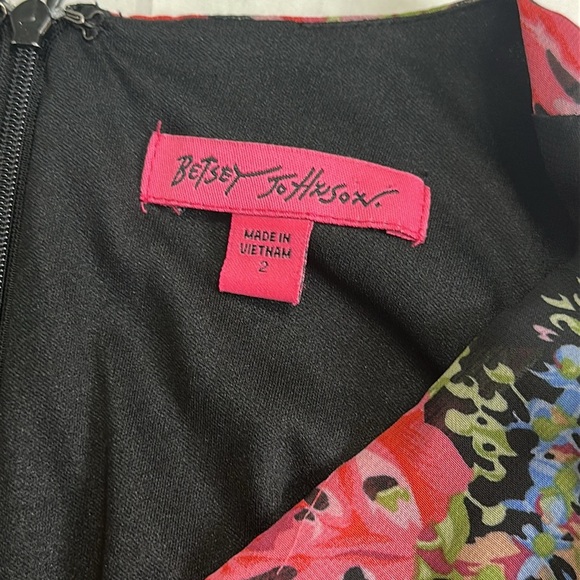 BETSEY JOHNSON.
MADE IN
VIETNAM
2